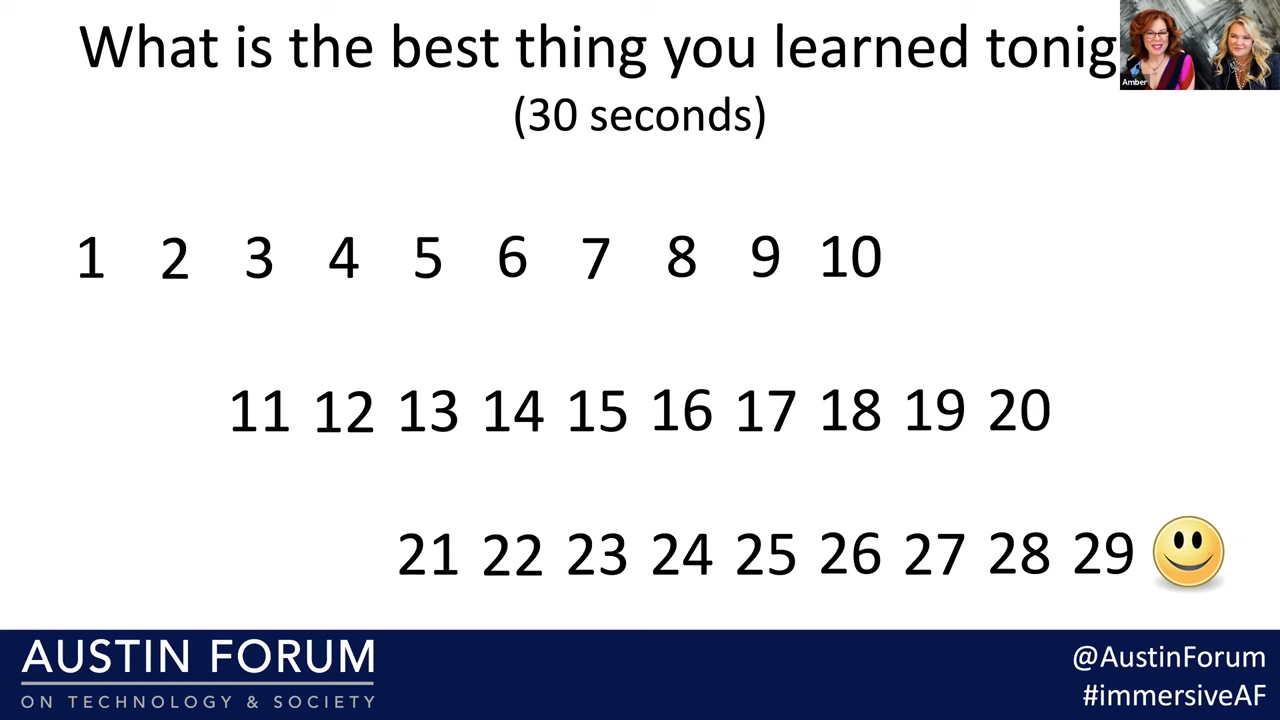 What is the best thing you learned tonig
Amber
(30 seconds)
1 2 3 4 5 6 7 8 9 10
11 12 13 14 15 16 17 18 19 20
21 22 23 24 25 26 27 28 29
AUSTIN FORUM
ON TECHNOLOGY & SOCIETY
@AustinForum
#immersiveAF